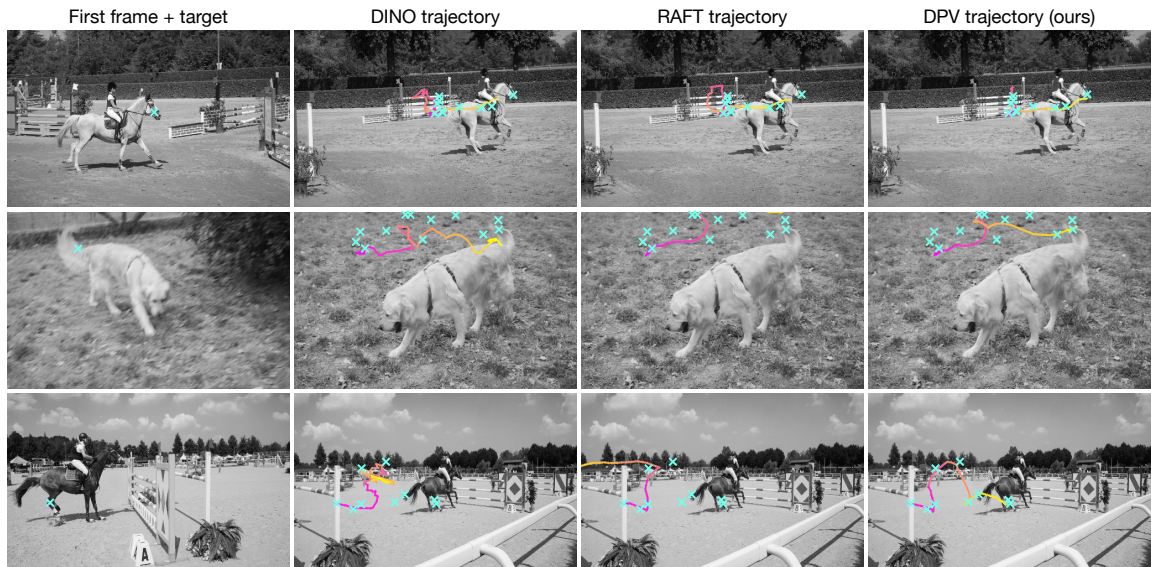 First frame + target
DINO trajectory
RAFT trajectory
DPV trajectory (ours)
A